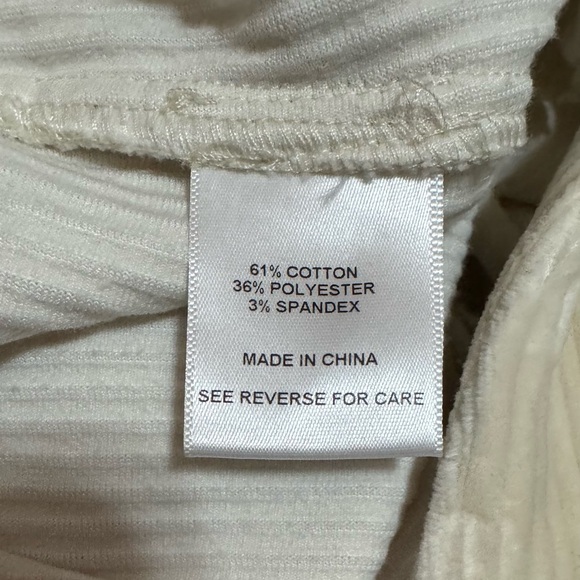 61% COTTON
36% POLYESTER
3% SPANDEX
MADE IN CHINA
SEE REVERSE FOR CARE